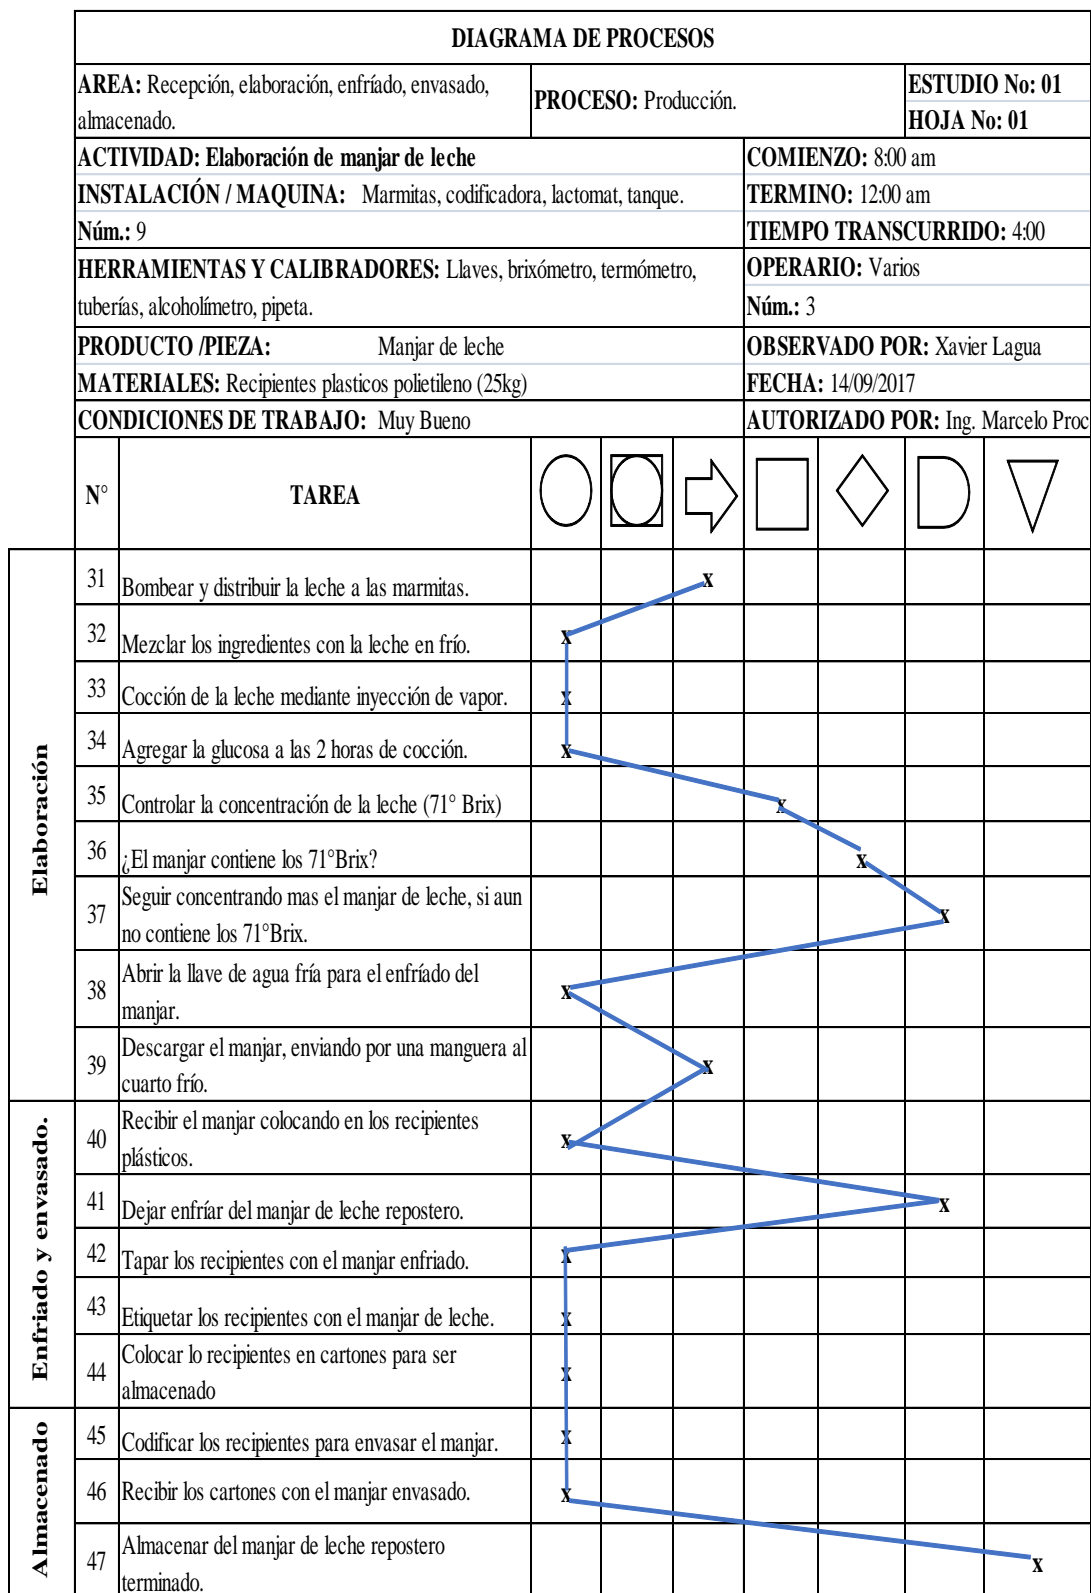 DIAGRAMA DE PROCESOS
AREA: Recepción, elaboración, enfríado, envasado,
almacenado.
PROCESO: Producción.
ESTUDIO No: 01
HOJA No: 01
ACTIVIDAD: Elaboración de manjar de leche
COMIENZO: 8:00 am
INSTALACIÓN / MAQUINA: Marmitas, codificadora, lactomat, tanque.
TERMINO: 12:00 am
Núm.: 9
TIEMPO TRANSCURRIDO: 4:00
HERRAMIENTAS Y CALIBRADORES: Llaves, brixómetro, termómetro,
tuberías, alcoholímetro, pipeta.
OPERARIO: Varios
Núm.: 3
PRODUCTO /PIEZA: Manjar de leche
OBSERVADO POR: Xavier Lagua
MATERIALES: Recipientes plasticos polietileno (25kg)
FECHA: 14/09/2017
CONDICIONES DE TRABAJO: Muy Bueno
AUTORIZADO POR: Ing. Marcelo Proc
N° TAREA
Elaboración
31 Bombear y distribuir la leche a las marmitas. x
32 Mezclar los ingredientes con la leche en frío. x
33 Cocción de la leche mediante inyección de vapor. x
34 Agregar la glucosa a las 2 horas de cocción. x
35 Controlar la concentración de la leche (71° Brix) x
36 ¿El manjar contiene los 71°Brix? x
37 Seguir concentrando mas el manjar de leche, si aun
no contiene los 71°Brix. x
38 Abrir la llave de agua fría para el enfríado del
manjar. x
39 Descargar el manjar, enviando por una manguera al
cuarto frío. x
Enfriado y envasado.
40 Recibir el manjar colocando en los recipientes
plásticos. x
41 Dejar enfríar del manjar de leche repostero. x
42 Tapar los recipientes con el manjar enfriado. x
43 Etiquetar los recipientes con el manjar de leche. x
44 Colocar lo recipientes en cartones para ser
almacenado x
Almacenado
45 Codificar los recipientes para envasar el manjar. x
46 Recibir los cartones con el manjar envasado. x
47 Almacenar del manjar de leche repostero
terminado. x